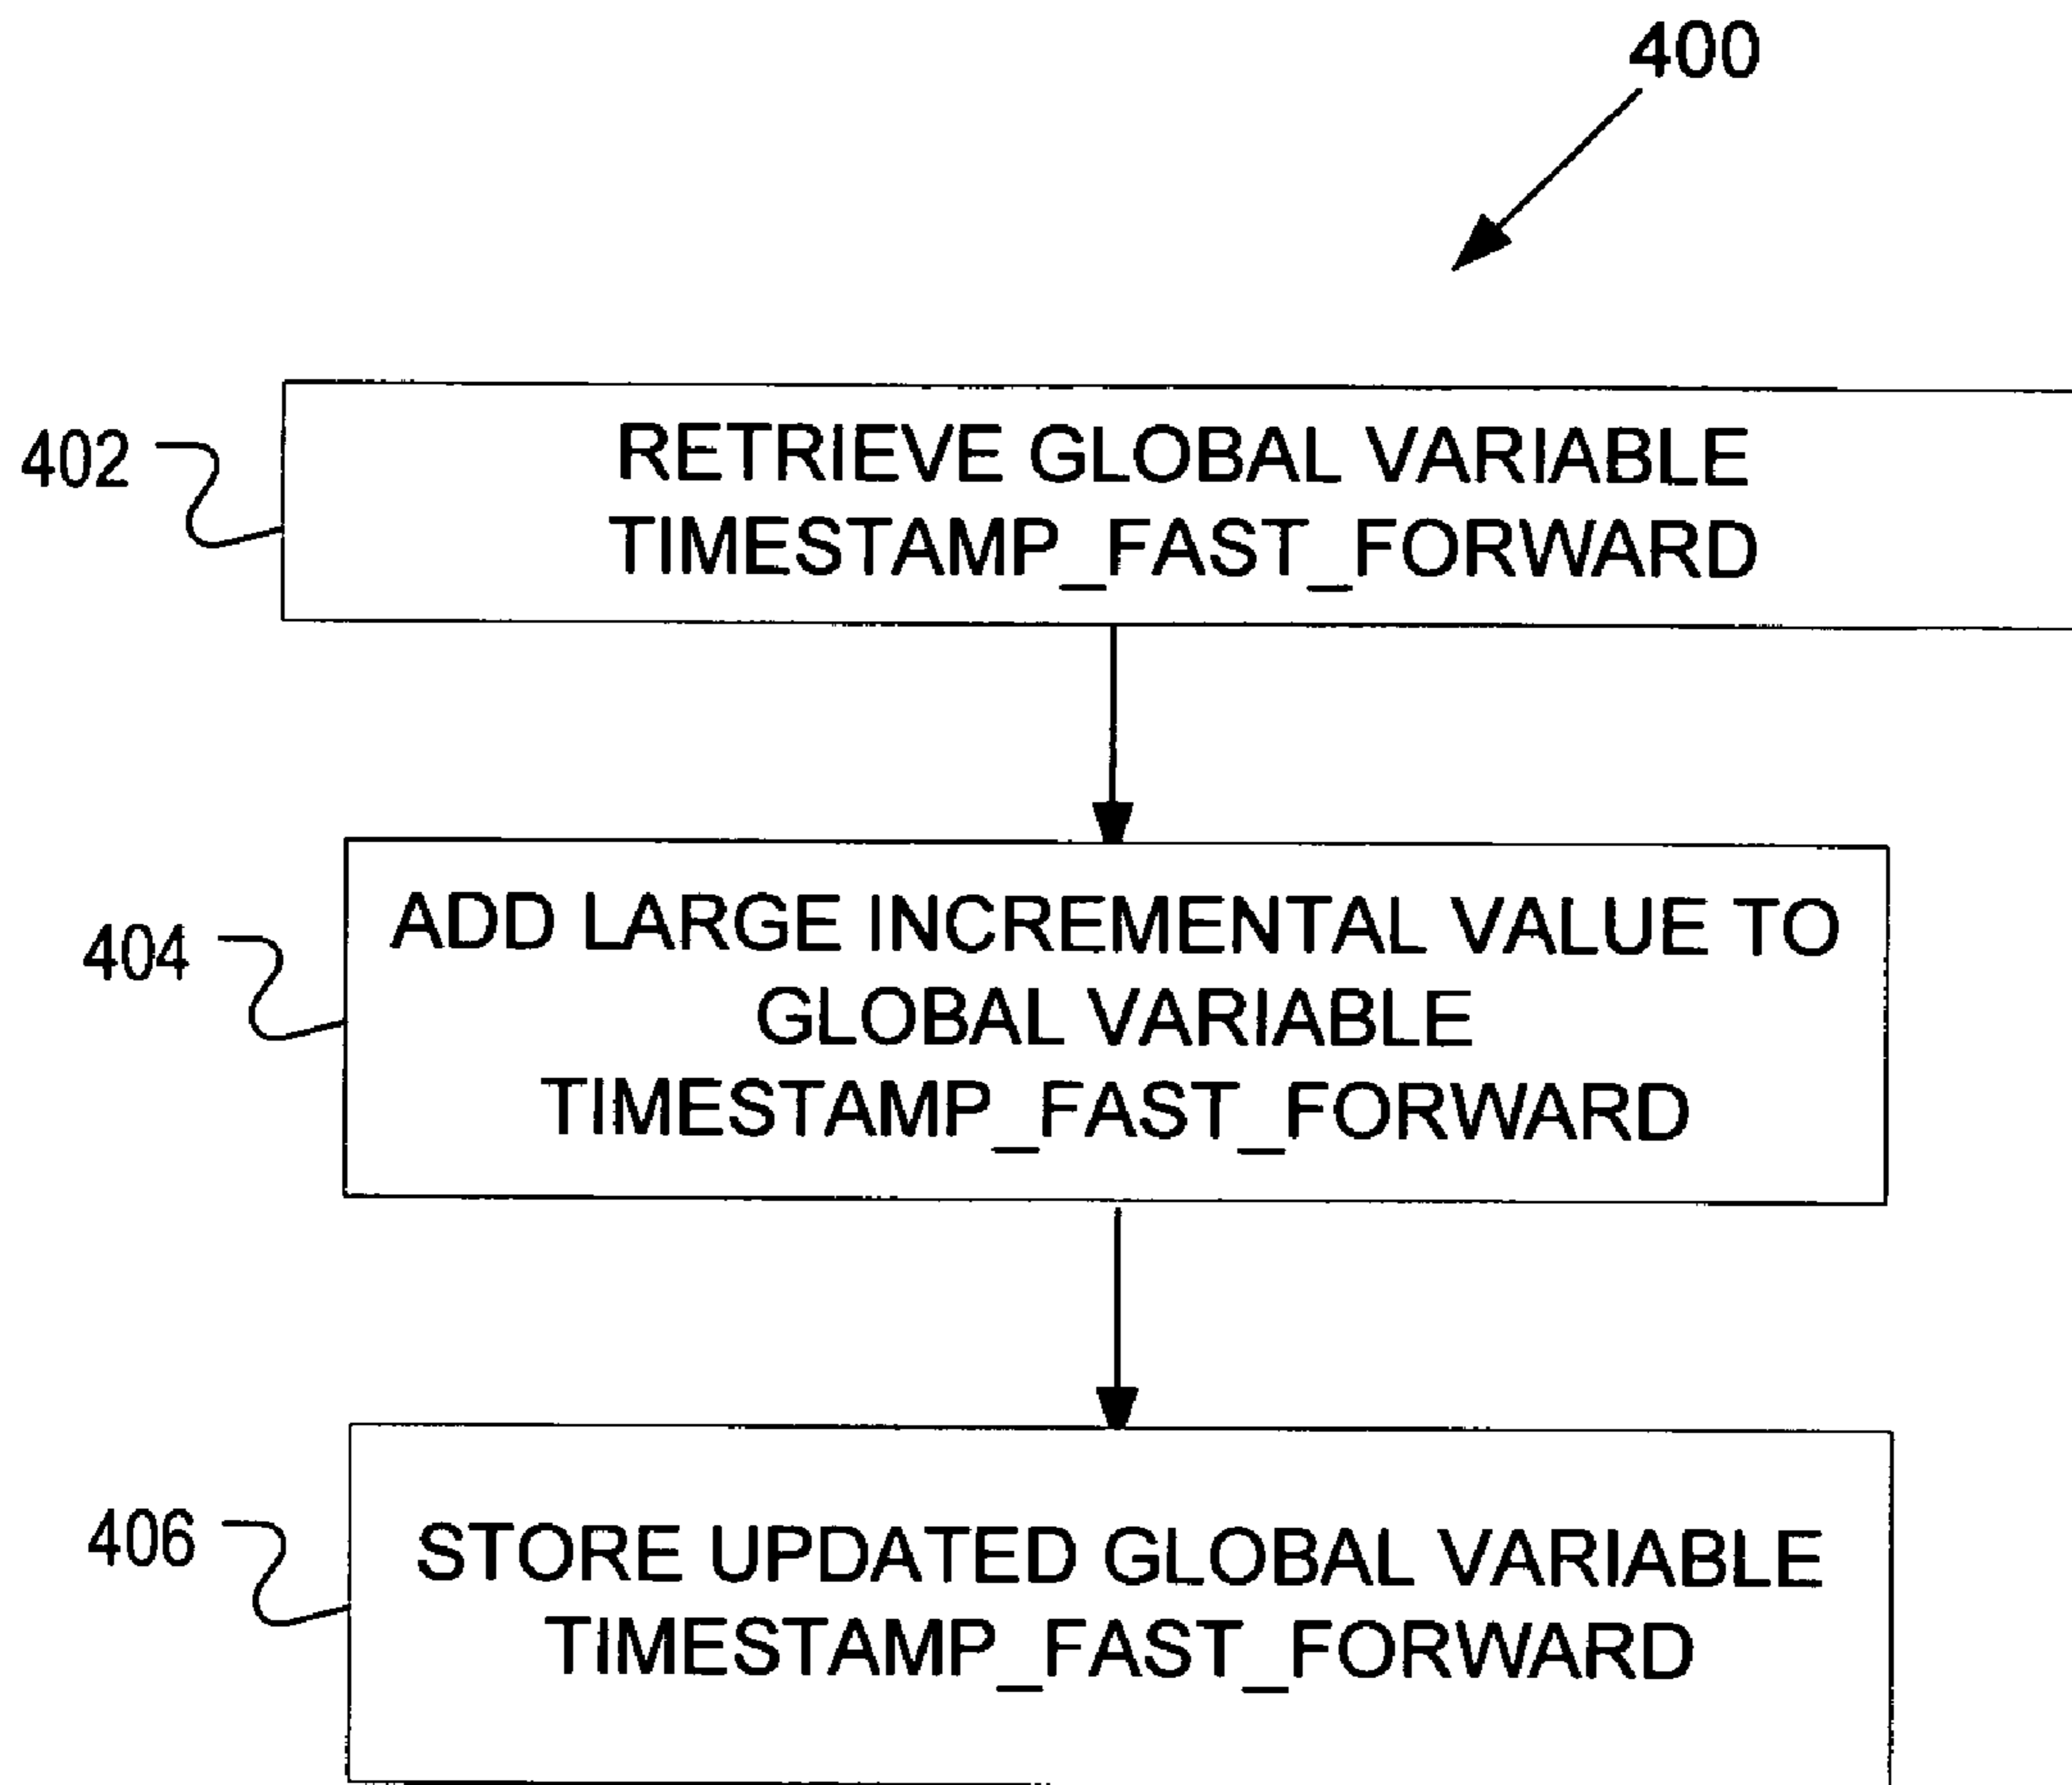 400
402
RETRIEVE GLOBAL VARIABLE
TIMESTAMP_FAST_FORWARD
404
ADD LARGE INCREMENTAL VALUE TO
GLOBAL VARIABLE
TIMESTAMP_FAST_FORWARD
406
STORE UPDATED GLOBAL VARIABLE
TIMESTAMP_FAST_FORWARD